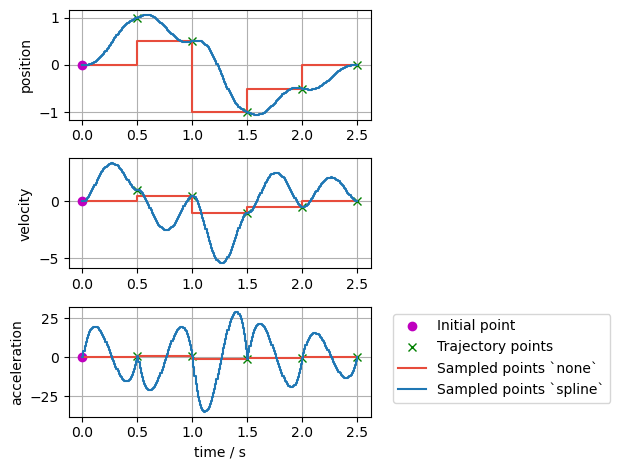 1
0
−1
position
0.0 0.5 1.0 1.5 2.0 2.5
0
−5
velocity
0.0 0.5 1.0 1.5 2.0 2.5
25
0
−25
acceleration
0.0 0.5 1.0 1.5 2.0 2.5
time / s
Initial point
Trajectory points
Sampled points `none`
Sampled points `spline`